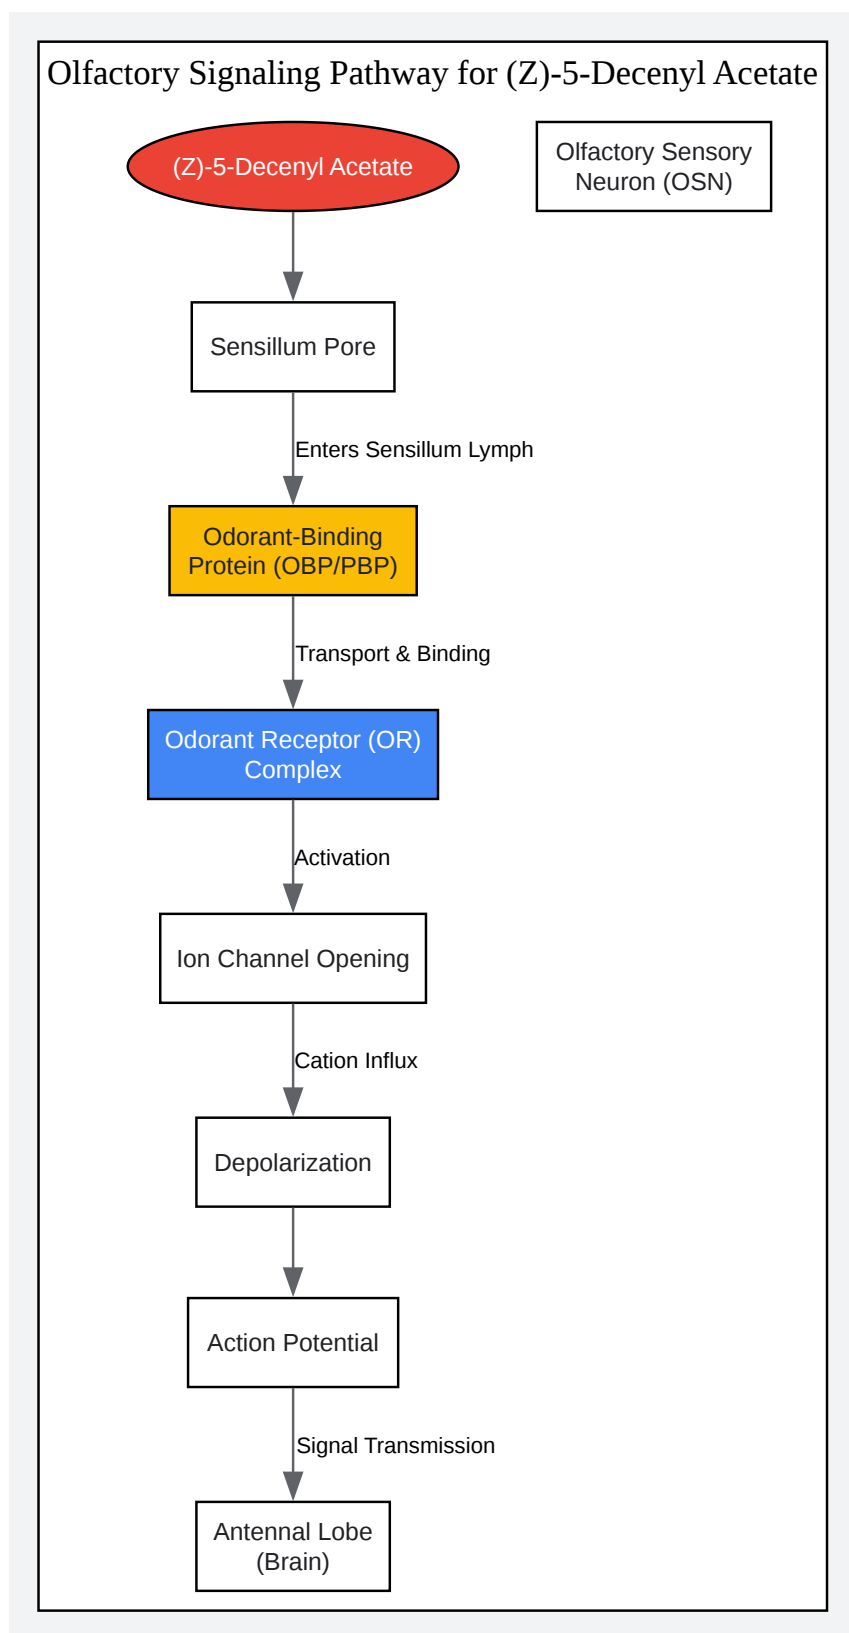 Olfactory Signaling Pathway for (Z)-5-Decenyl Acetate
(Z)-5-Decenyl Acetate
Olfactory Sensory
Neuron (OSN)
Sensillum Pore
Enters Sensillum Lymph
Odorant-Binding
Protein (OBP/PBP)
Transport & Binding
Odorant Receptor (OR)
Complex
Activation
Ion Channel Opening
Cation Influx
Depolarization
Action Potential
Signal Transmission
Antennal Lobe
(Brain)